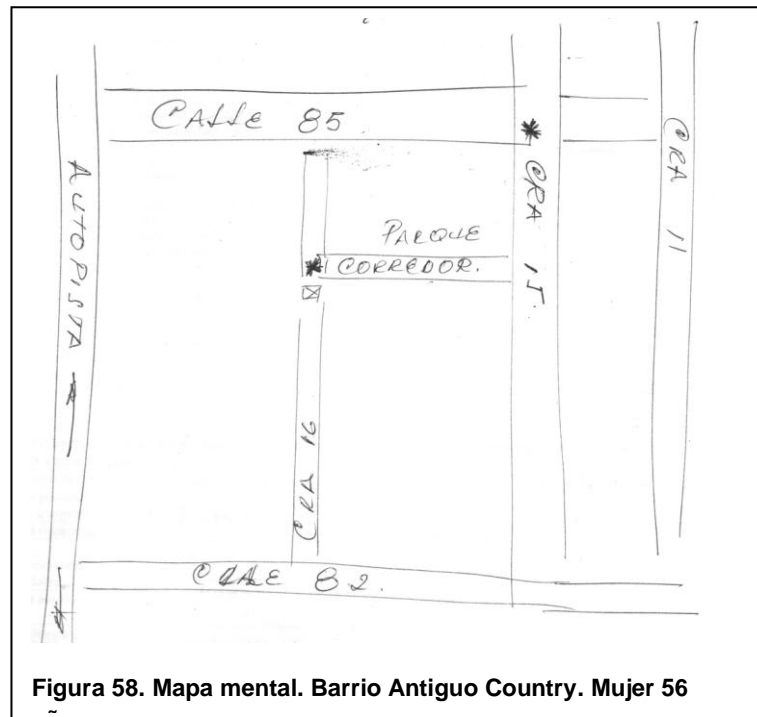 CALLE 85
AUTOPISTA
CRA 15
CRA 11
PARQUE
CORREDOR.
CRA 16
CALLE 82.
Figura 58. Mapa mental. Barrio Antiguo Country. Mujer 56